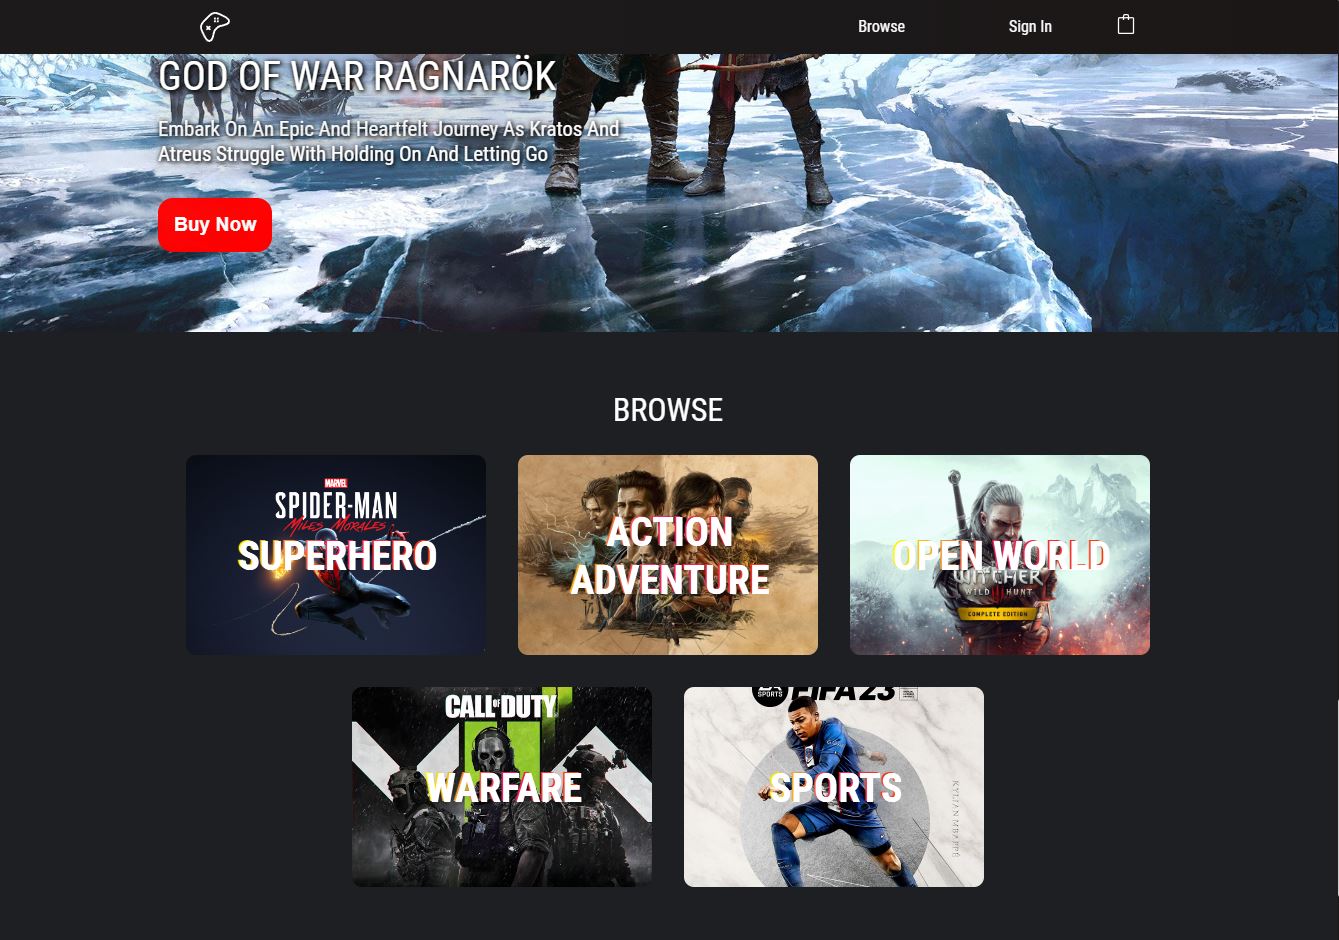 Browse
Sign In
GOD OF WAR RAGNARÖK
Embark On An Epic And Heartfelt Journey As Kratos And
Atreus Struggle With Holding On And Letting Go
Buy Now
BROWSE
MARVEL
SPIDER-MAN
MILES MORALES
SUPERHERO
ACTION
ADVENTURE
OPEN WORLD
WITCHER
WILD HUNT
COMPLETE EDITION
CALL OF DUTY
WARFARE
EA SPORTS FIFA 23
SPORTS
KYLIAN MBAPPÉ